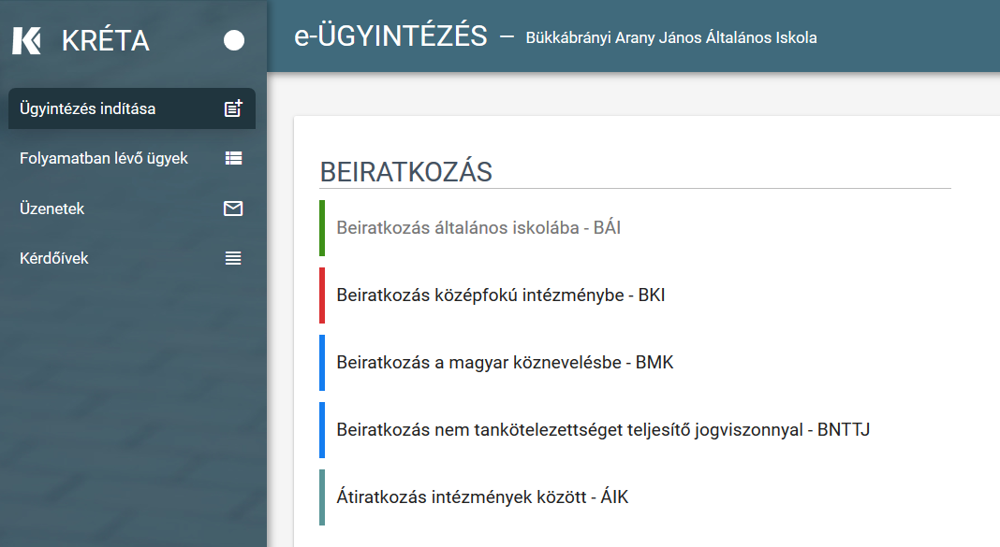 KRÉTA
e-ÜGYINTÉZÉS — Bükkábrányi Arany János Általános Iskola
Ügyintézés indítása
Folyamatban lévő ügyek
Üzenetek
Kérdőívek
BEIRATKOZÁS
Beiratkozás általános iskolába - BÁI
Beiratkozás középfokú intézménybe - BKI
Beiratkozás a magyar köznevelésbe - BMK
Beiratkozás nem tankötelezettséget teljesítő jogviszonnyal - BNTTJ
Átiratkozás intézmények között - ÁIK